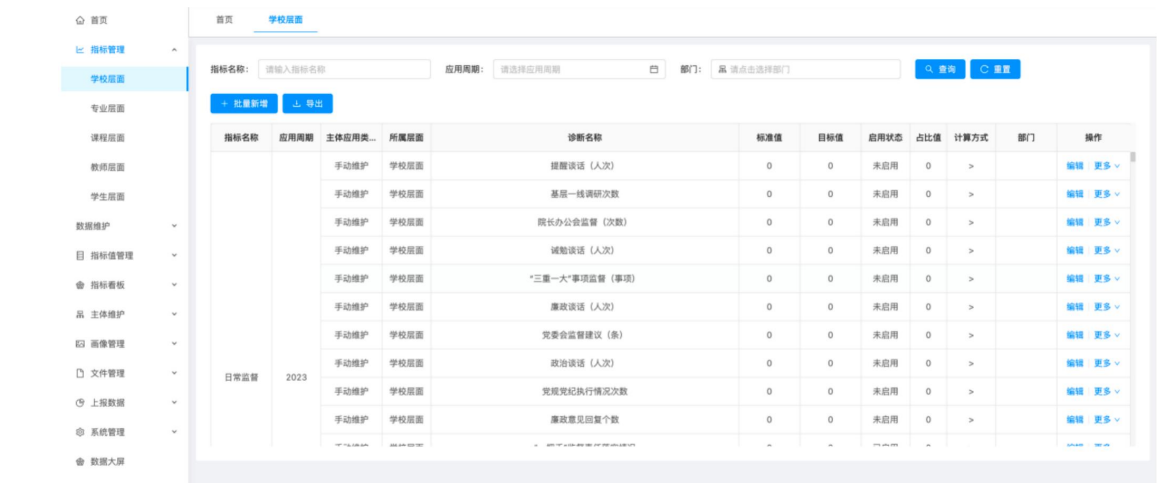 首页
指标管理
学校层面
专业层面
课程层面
教师层面
学生层面
数据维护
指标值管理
指标看板
主体维护
画像管理
文件管理
上报数据
系统管理
数据大屏
首页 学校层面
指标名称： 请输入指标名称 应用周期： 请选择应用周期 部门： 请点击选择部门 查询 重置
+ 批量新增 导出
指标名称 应用周期 主体应用类... 所属层面 诊断名称 标准值 目标值 启用状态 占比值 计算方式 部门 操作
手动维护 学校层面 提醒谈话（人次） 0 0 未启用 0 > 编辑 更多
手动维护 学校层面 基层一线调研次数 0 0 未启用 0 > 编辑 更多
手动维护 学校层面 院长办公会监督（次数） 0 0 未启用 0 > 编辑 更多
手动维护 学校层面 诫勉谈话（人次） 0 0 未启用 0 > 编辑 更多
手动维护 学校层面 “三重一大”事项监督（事项） 0 0 未启用 0 > 编辑 更多
手动维护 学校层面 廉政谈话（人次） 0 0 未启用 0 > 编辑 更多
手动维护 学校层面 党委会监督建议（条） 0 0 未启用 0 > 编辑 更多
手动维护 学校层面 政治谈话（人次） 0 0 未启用 0 > 编辑 更多
日常监督 2023
手动维护 学校层面 党规党纪执行情况次数 0 0 未启用 0 > 编辑 更多
手动维护 学校层面 廉政意见回复个数 0 0 未启用 0 > 编辑 更多